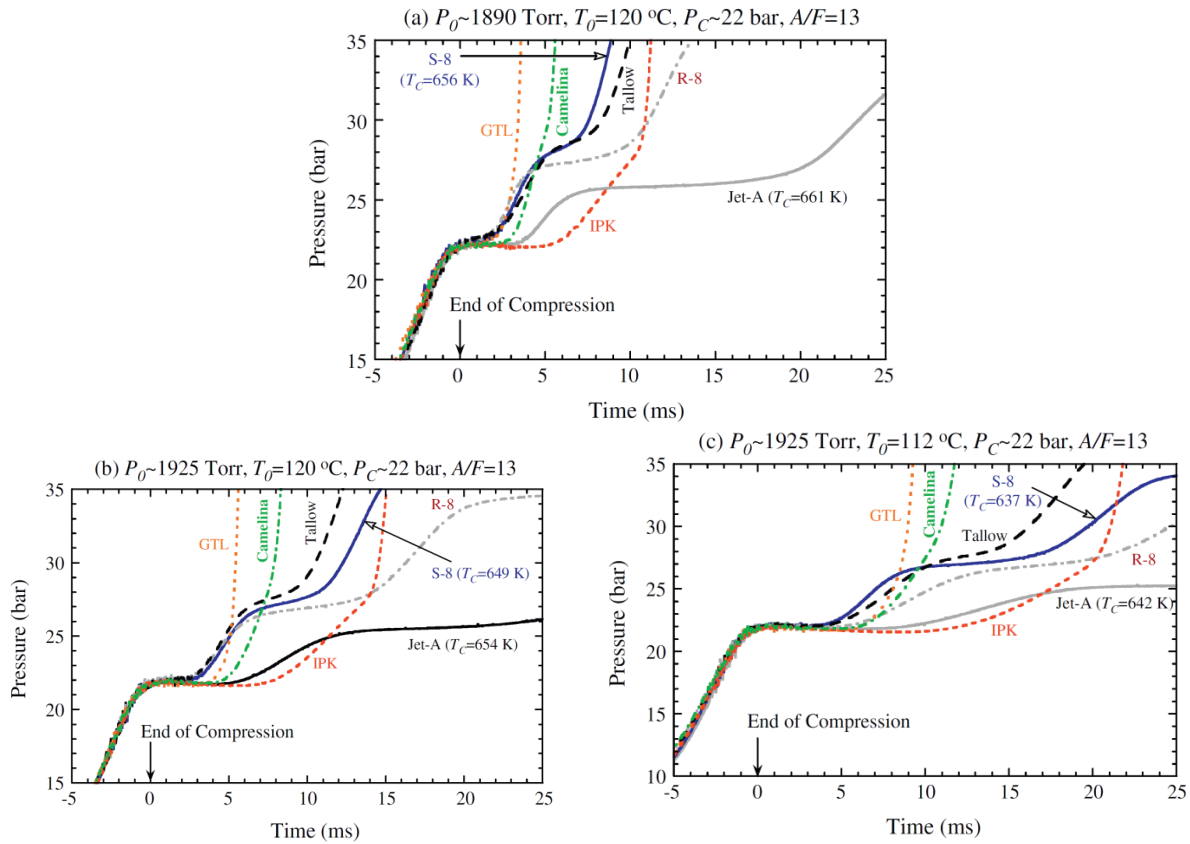 (a) P0~1890 Torr, T0=120 °C, PC~22 bar, A/F=13
35
30
25
20
15
Pressure (bar)
S-8
(TC=656 K)
GTL
Camelina
Tallow
R-8
Jet-A (TC=661 K)
IPK
End of Compression
-5
0
5
10
15
20
25
Time (ms)
(b) P0~1925 Torr, T0=120 °C, PC~22 bar, A/F=13
35
30
25
20
15
Pressure (bar)
GTL
Camelina
Tallow
R-8
S-8 (TC=649 K)
Jet-A (TC=654 K)
IPK
End of Compression
-5
0
5
10
15
20
25
Time (ms)
(c) P0~1925 Torr, T0=112 °C, PC~22 bar, A/F=13
35
30
25
20
15
10
Pressure (bar)
S-8
(TC=637 K)
GTL
Camelina
Tallow
R-8
Jet-A (TC=642 K)
IPK
End of Compression
-5
0
5
10
15
20
25
Time (ms)